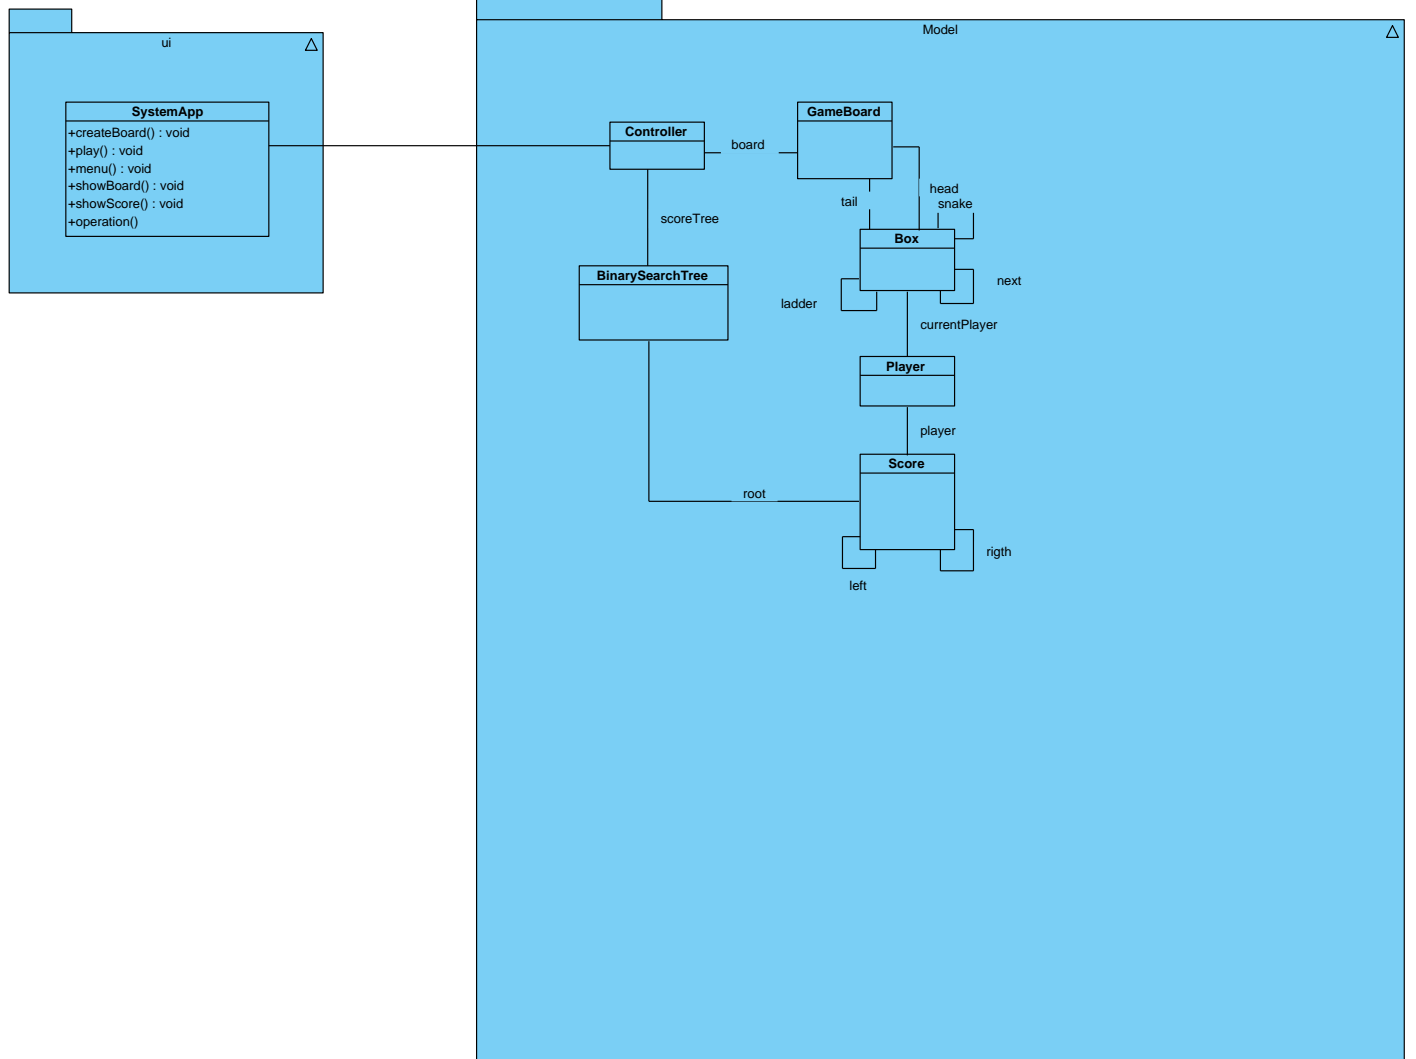 ui
SystemApp
+createBoard() : void
+play() : void
+menu() : void
+showBoard() : void
+showScore() : void
+operation()
Model
Controller
board
GameBoard
head
tail
snake
scoreTree
Box
BinarySearchTree
next
ladder
currentPlayer
Player
player
Score
root
rigth
left